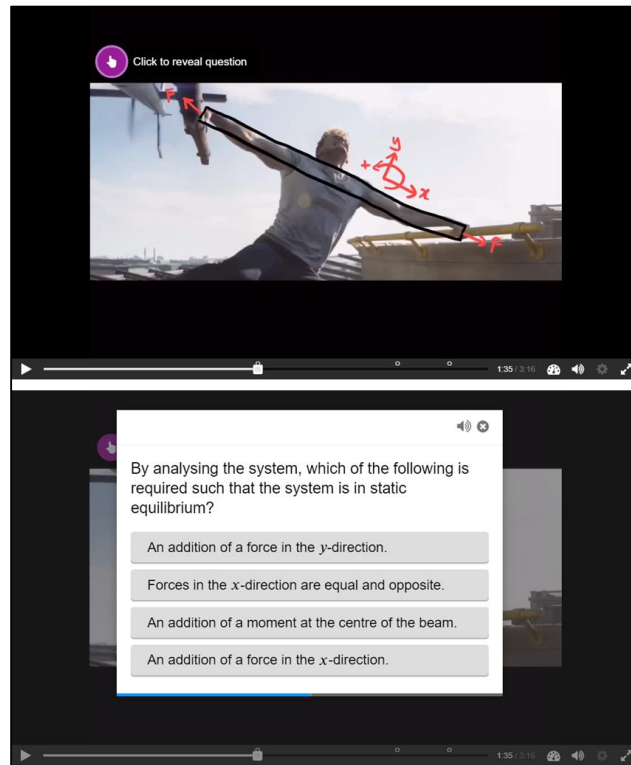 Click to reveal question
F
y
+
x
F
1:35 / 3:16
By analysing the system, which of the following is
required such that the system is in static
equilibrium?
An addition of a force in the y-direction.
Forces in the x-direction are equal and opposite.
An addition of a moment at the centre of the beam.
An addition of a force in the x-direction.
1:35 / 3:16